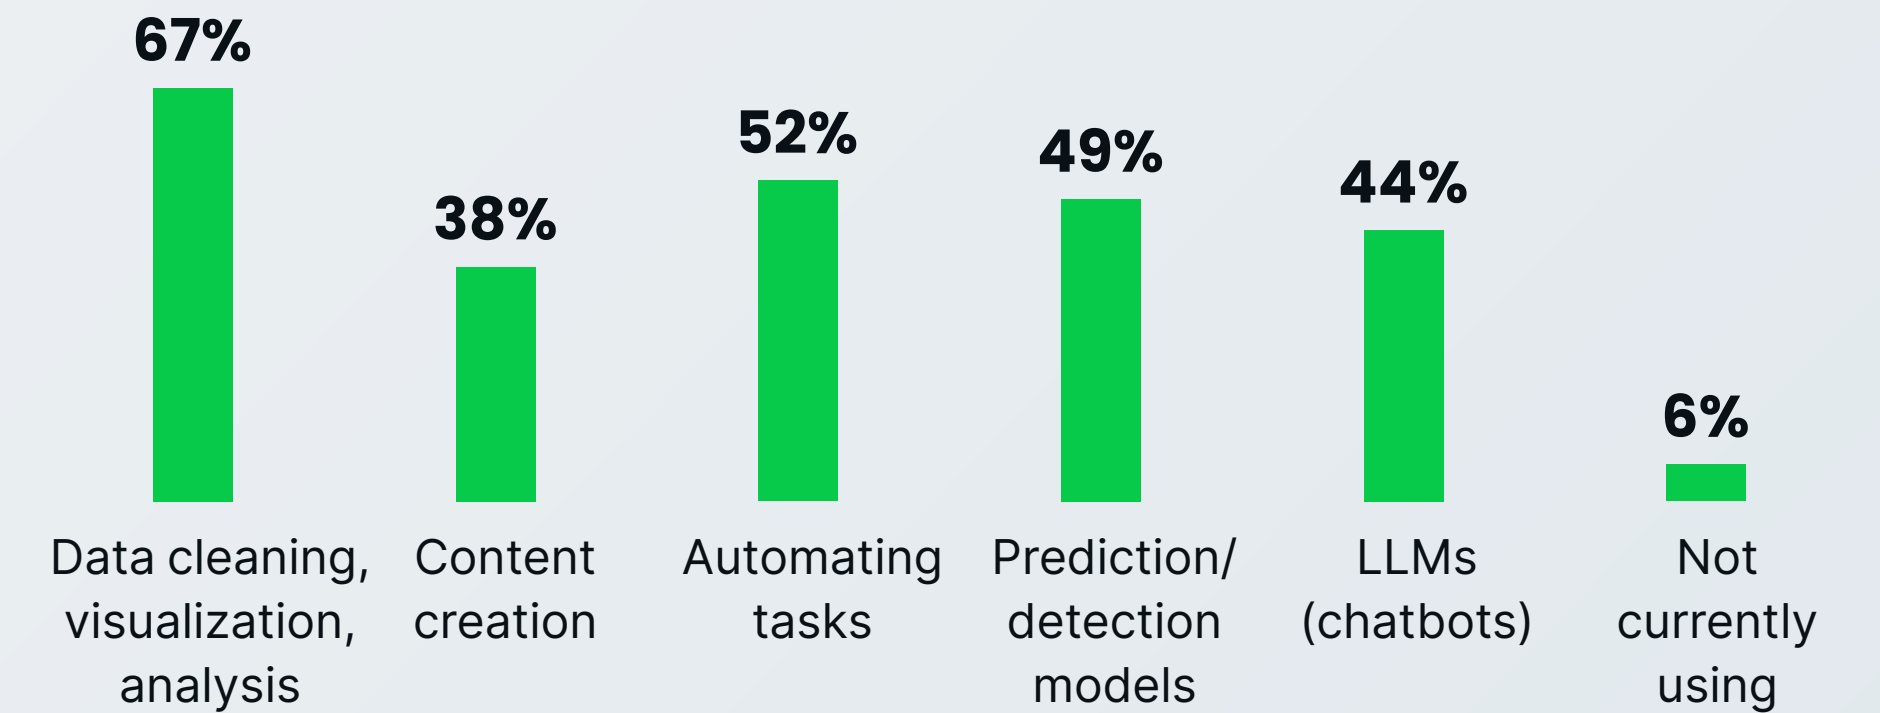 67%
38%
52%
49%
44%
6%
Data cleaning,
visualization,
analysis
Content
creation
Automating
tasks
Prediction/
detection
models
LLMs
(chatbots)
Not
currently
using